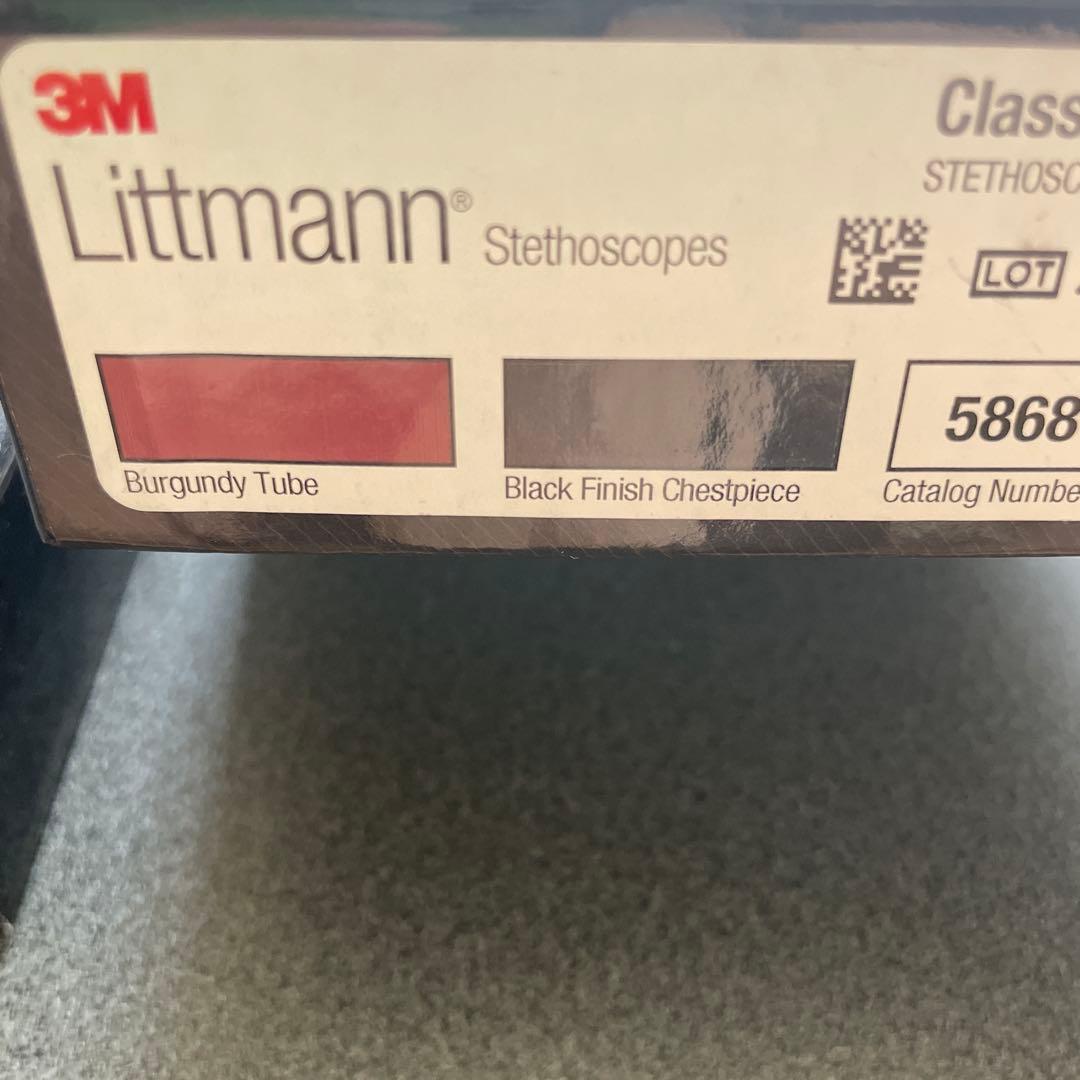 3M
Littmann® Stethoscopes
Class
STETHOSC
LOT
Burgundy Tube
Black Finish Chestpiece
5868
Catalog Numbe